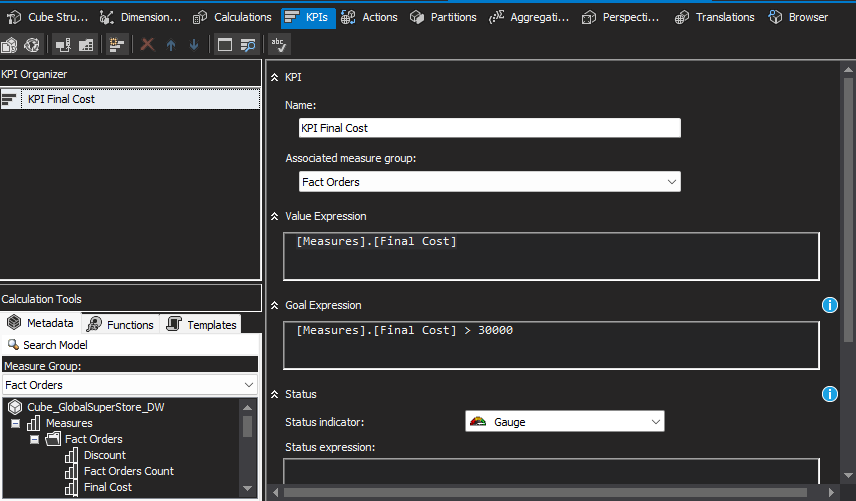 Cube Stru... Dimension... Calculations KPIs Actions Partitions Aggregati... Perspecti... Translations Browser
abc
KPI Organizer
KPI Final Cost
KPI
Name:
KPI Final Cost
Associated measure group:
Fact Orders
Value Expression
[Measures].[Final Cost]
Goal Expression
[Measures].[Final Cost] > 30000
Status
Status indicator: Gauge
Status expression:
Calculation Tools
Metadata Functions Templates
Search Model
Measure Group:
Fact Orders
Cube_GlobalSuperStore_DW
Measures
Fact Orders
Discount
Fact Orders Count
Final Cost